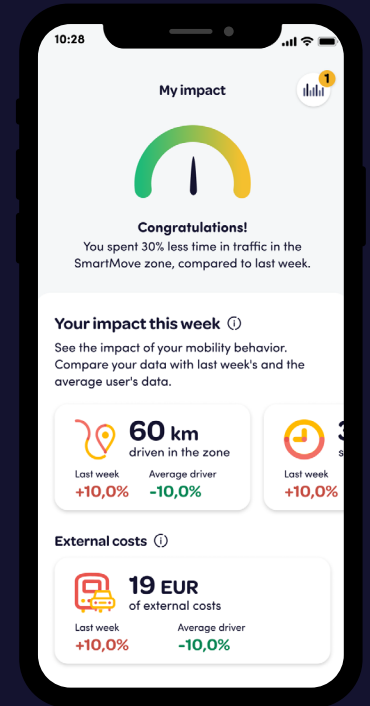 10:28
My impact
1
Congratulations!
You spent 30% less time in traffic in the
SmartMove zone, compared to last week.
Your impact this week
See the impact of your mobility behavior.
Compare your data with last week's and the
average user's data.
60 km
driven in the zone
Last week Average driver
+10,0% -10,0%
Last week
+10,0%
External costs
19 EUR
of external costs
Last week Average driver
+10,0% -10,0%